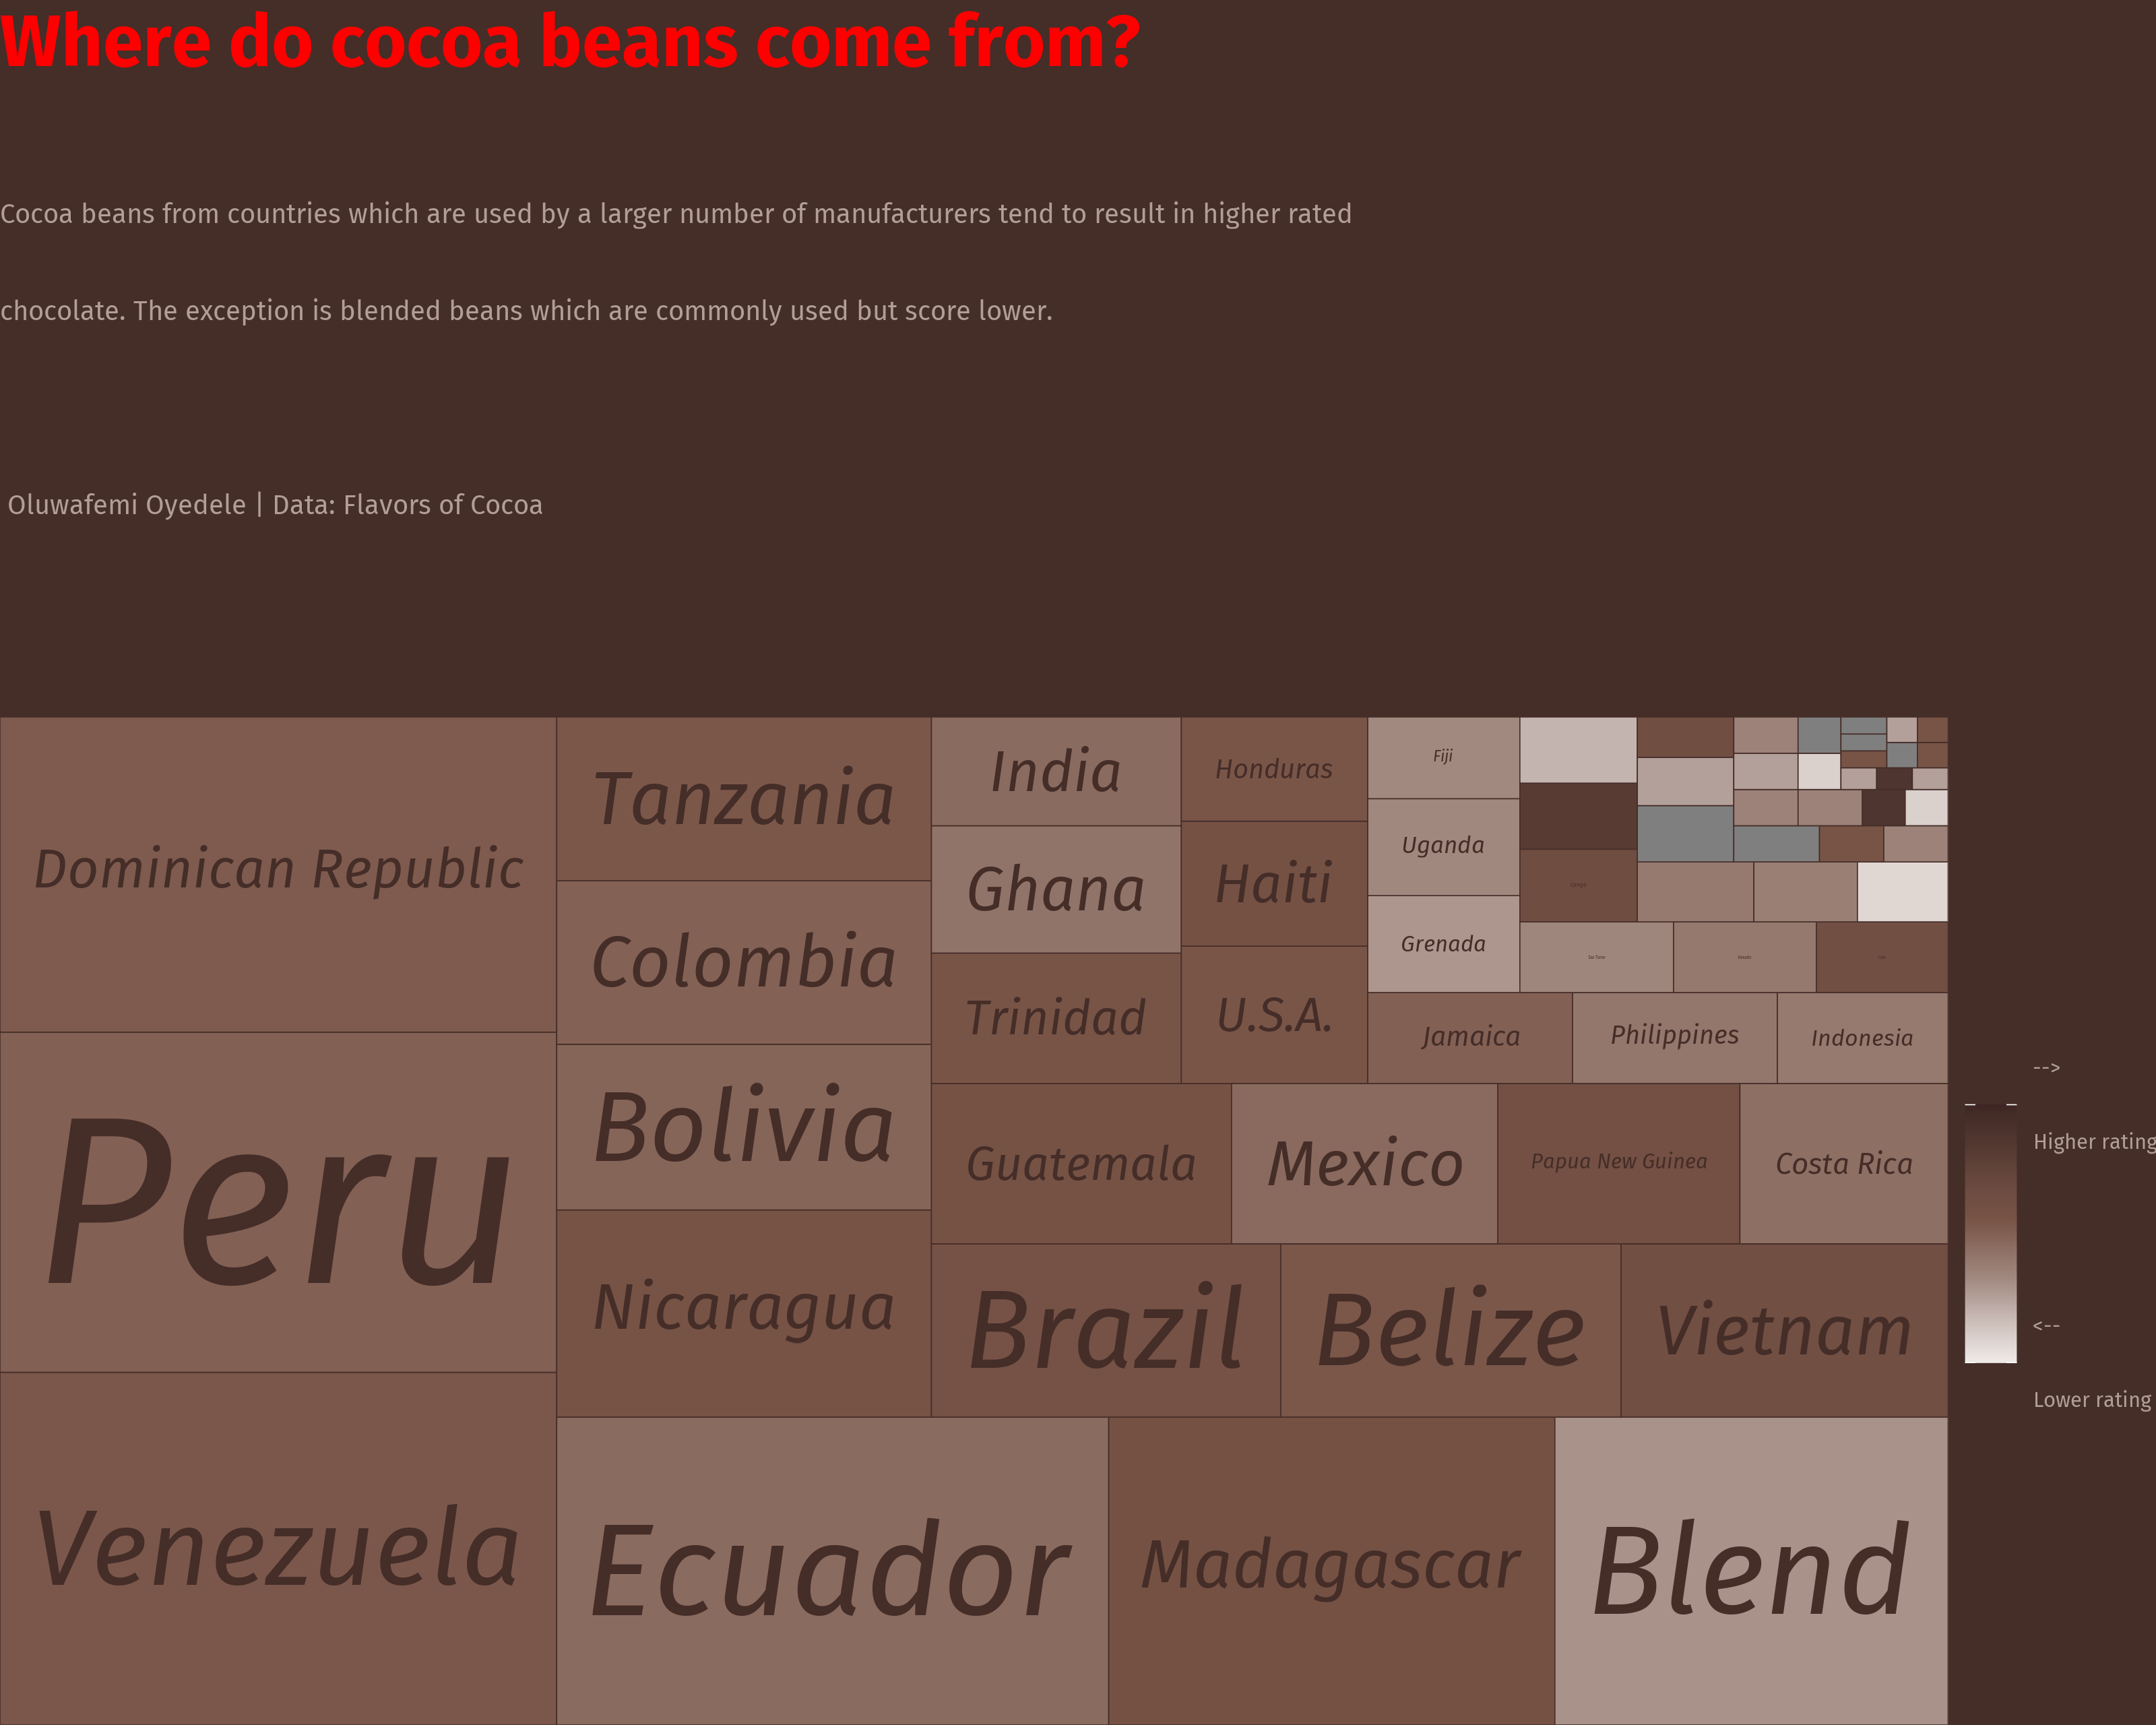 Where do cocoa beans come from?
Cocoa beans from countries which are used by a larger number of manufacturers tend to result in higher rated
chocolate. The exception is blended beans which are commonly used but score lower.
Oluwafemi Oyedele | Data: Flavors of Cocoa
Dominican Republic
Peru
Venezuela
Tanzania
Colombia
Bolivia
Nicaragua
Ecuador
Madagascar
Blend
India
Ghana
Trinidad
Honduras
Haiti
U.S.A.
Fiji
Uganda
Grenada
Jamaica
Philippines
Indonesia
Guatemala
Mexico
Papua New Guinea
Costa Rica
Brazil
Belize
Vietnam
-->
Higher rating
<--
Lower rating